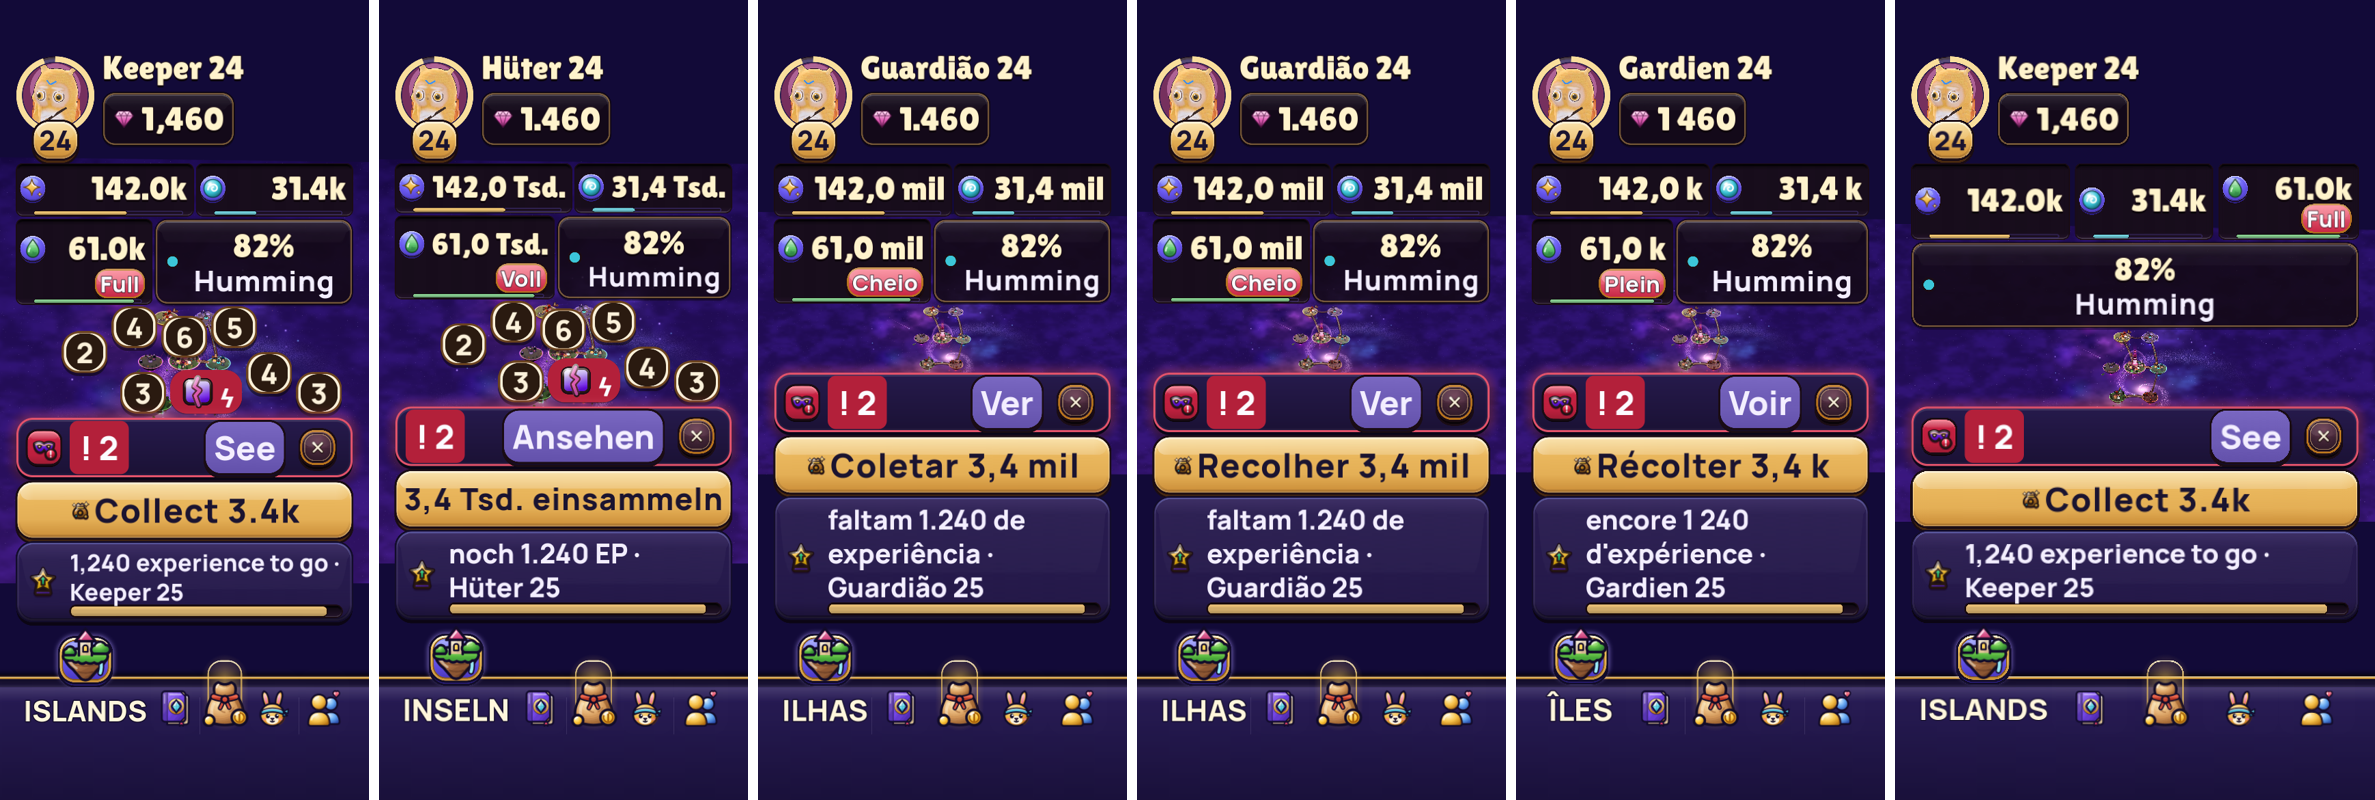 Keeper 24
24
1,460
142.0k
31.4k
61.0k
Full
82%
Humming
4
6
5
2
4
3
3
! 2
See
Collect 3.4k
1,240 experience to go ·
Keeper 25
ISLANDS
Hüter 24
24
1.460
142,0 Tsd.
31,4 Tsd.
61,0 Tsd.
Voll
82%
Humming
4
6
5
2
4
3
3
! 2
Ansehen
3,4 Tsd. einsammeln
noch 1.240 EP ·
Hüter 25
INSELN
Guardião 24
24
1.460
142,0 mil
31,4 mil
61,0 mil
Cheio
82%
Humming
! 2
Ver
Coletar 3,4 mil
faltam 1.240 de
experiência ·
Guardião 25
ILHAS
Guardião 24
24
1.460
142,0 mil
31,4 mil
61,0 mil
Cheio
82%
Humming
! 2
Ver
Recolher 3,4 mil
faltam 1.240 de
experiência ·
Guardião 25
ILHAS
Gardien 24
24
1 460
142,0 k
31,4 k
61,0 k
Plein
82%
Humming
! 2
Voir
Récolter 3,4 k
encore 1 240
d'expérience ·
Gardien 25
ÎLES
Keeper 24
24
1,460
142.0k
31.4k
61.0k
Full
82%
Humming
! 2
See
Collect 3.4k
1,240 experience to go ·
Keeper 25
ISLANDS